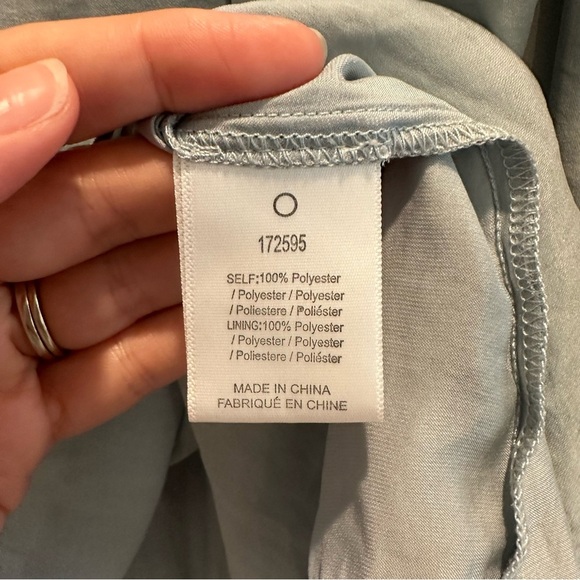 172595
SELF:100% Polyester
/ Polyester / Polyester
/ Poliestere / Poliéster
LINING:100% Polyester
/ Polyester / Polyester
/ Poliestere / Poliéster
MADE IN CHINA
FABRIQUÉ EN CHINE